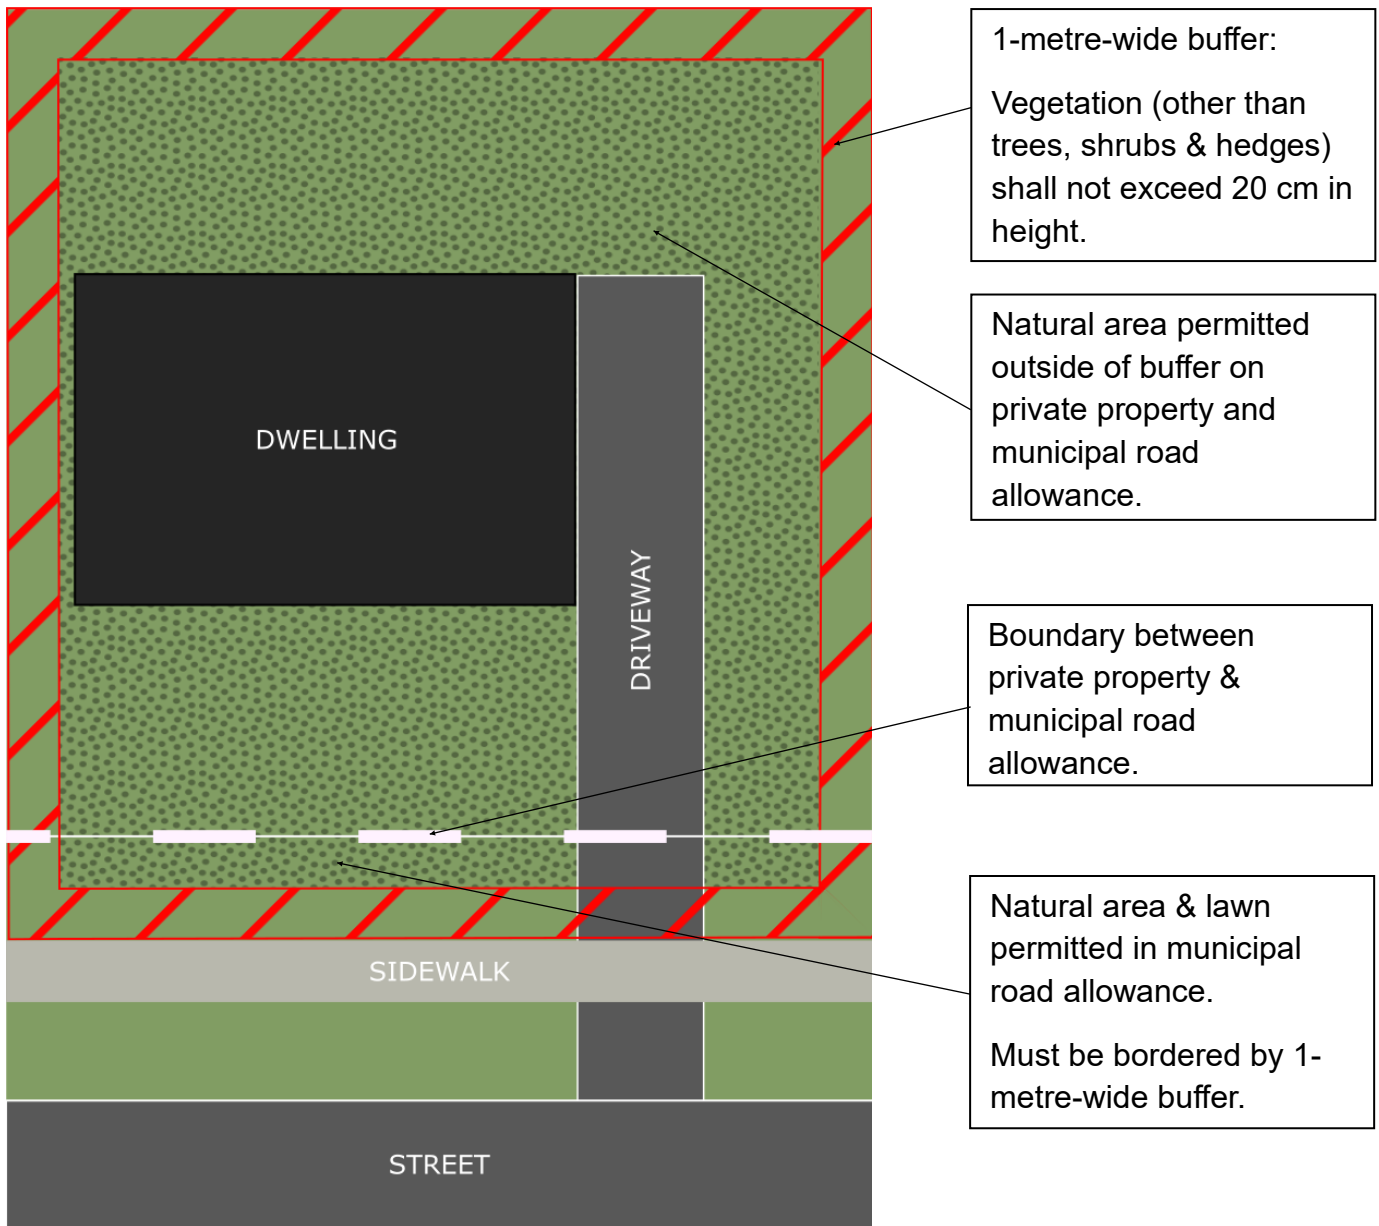 1-metre-wide buffer:
Vegetation (other than
trees, shrubs & hedges)
shall not exceed 20 cm in
height.
Natural area permitted
outside of buffer on
private property and
municipal road
allowance.
DWELLING
DRIVEWAY
Boundary between
private property &
municipal road
allowance.
Natural area & lawn
permitted in municipal
road allowance.
Must be bordered by 1-
metre-wide buffer.
SIDEWALK
STREET